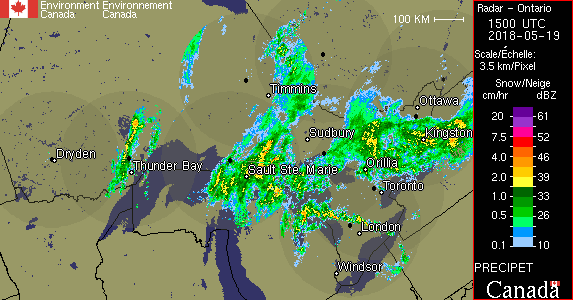 Environment Environnement
Canada Canada
100 KM
Timmins
Ottawa
Sudbury
Kingston
Dryden
Thunder Bay
Sault Ste. Marie
Orillia
Toronto
London
Windsor
Radar - Ontario
1500 UTC
2018-05-19
Scale/Échelle:
3.5 km/Pixel
Snow/Neige
cm/hr dBZ
20 61
7.5 52
4.0 46
2.0 39
1.0 33
0.5 26
0.1 10
PRECIPET
Canada